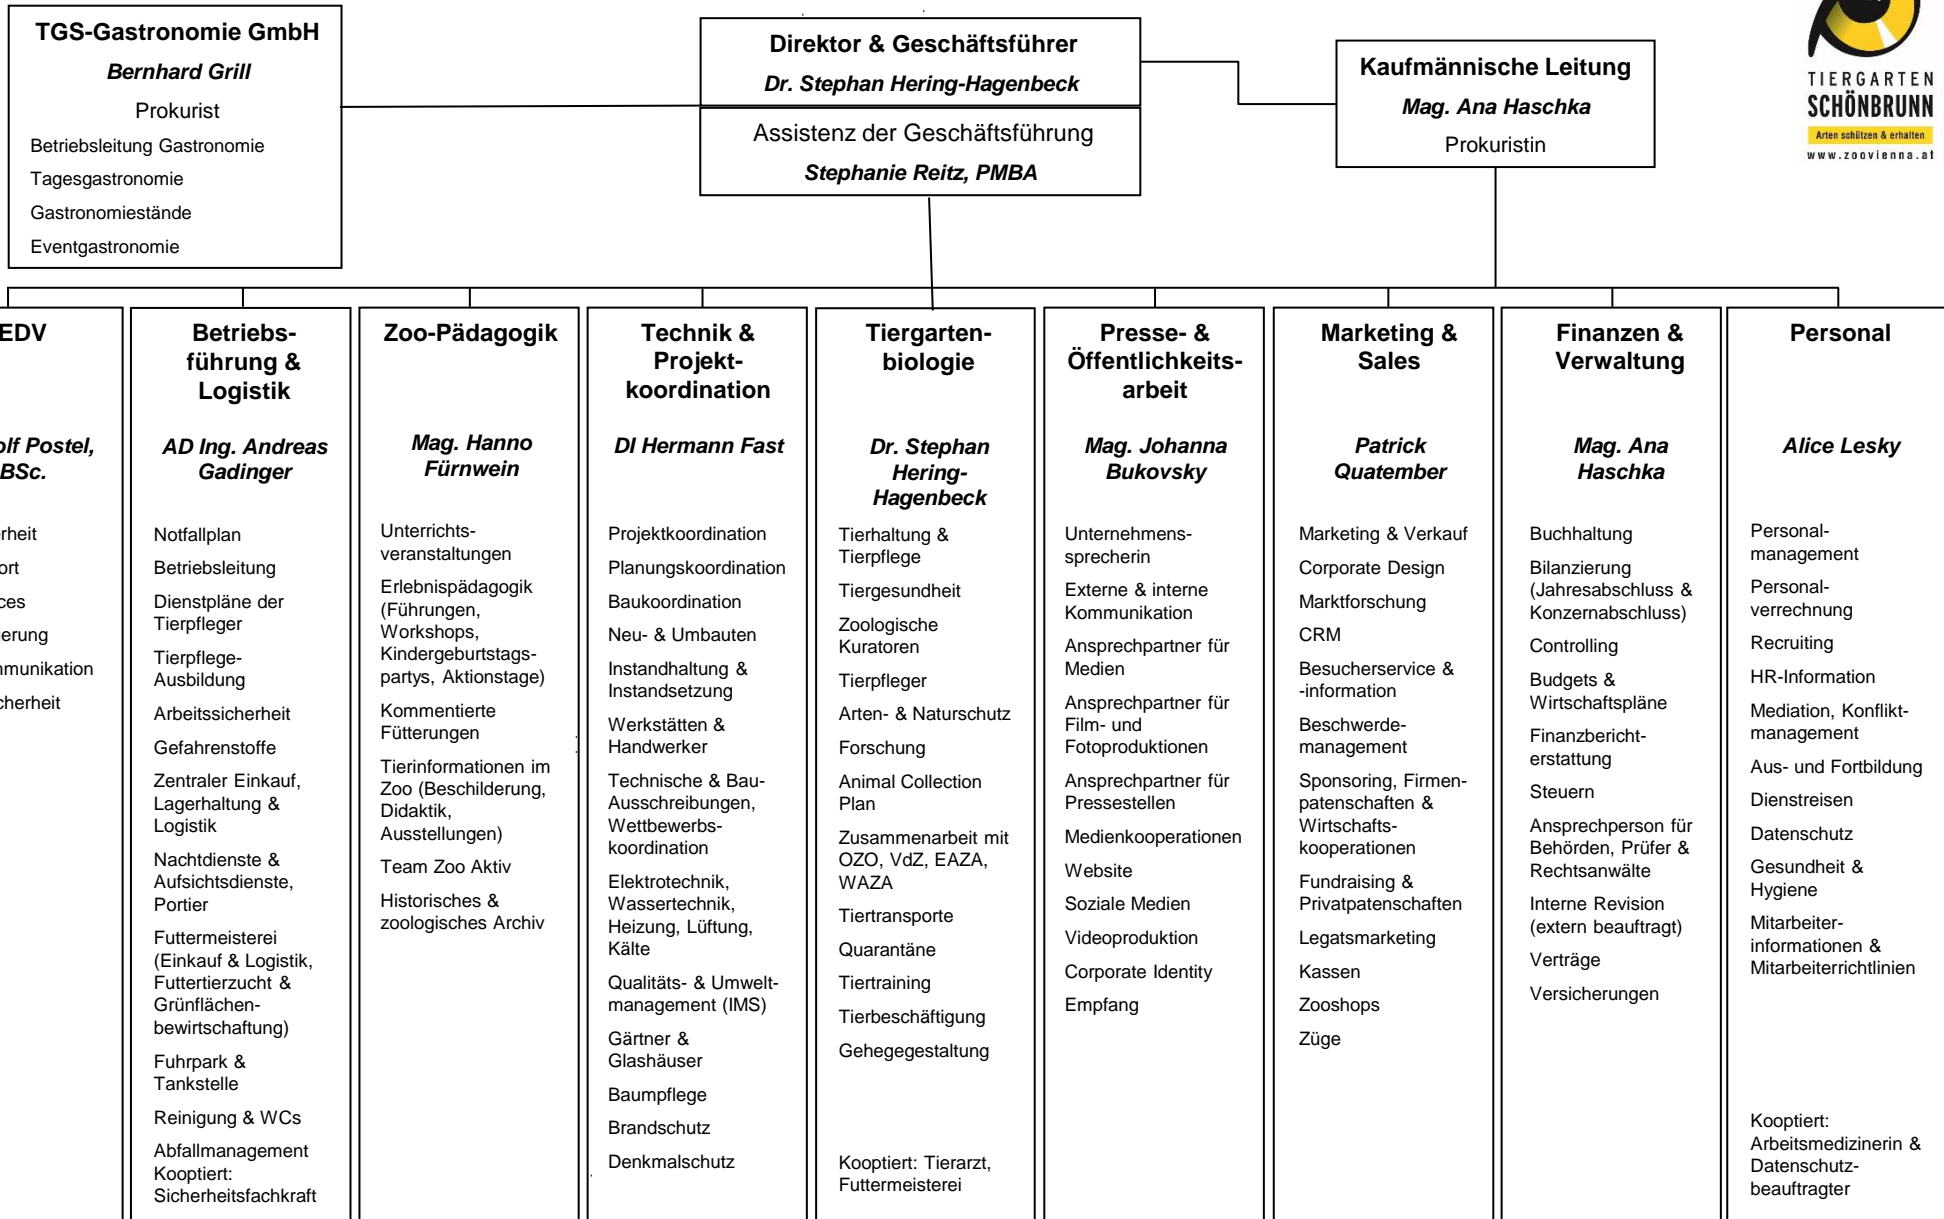 TGS-Gastronomie GmbH
Bernhard Grill
Prokurist
Betriebsleitung Gastronomie
Tagesgastronomie
Gastronomiestände
Eventgastronomie
Direktor & Geschäftsführer
Dr. Stephan Hering-Hagenbeck
Assistenz der Geschäftsführung
Stephanie Reitz, PMBA
Kaufmännische Leitung
Mag. Ana Haschka
Prokuristin
TIERGARTEN
SCHÖNBRUNN
Arten schützen & erhalten
www.zoovienna.at
EDV
Postel,
BSc.
Betriebs-
führung &
Logistik
AD Ing. Andreas
Gadinger
Notfallplan
Betriebsleitung
Dienstpläne der
Tierpfleger
Tierpflege-
Ausbildung
Arbeitssicherheit
Gefahrenstoffe
Zentraler Einkauf,
Lagerhaltung &
Logistik
Nachtdienste &
Aufsichtsdienste,
Portier
Futtermeisterei
(Einkauf & Logistik,
Futtertierzucht &
Grünflächen-
bewirtschaftung)
Fuhrpark &
Tankstelle
Reinigung & WCs
Abfallmanagement
Kooptiert:
Sicherheitsfachkraft
Zoo-Pädagogik
Mag. Hanno
Fürnwein
Unterrichts-
veranstaltungen
Erlebnispädagogik
(Führungen,
Workshops,
Kindergeburtstags-
partys, Aktionstage)
Kommentierte
Fütterungen
Tierinformationen im
Zoo (Beschilderung,
Didaktik,
Ausstellungen)
Team Zoo Aktiv
Historisches &
zoologisches Archiv
Technik &
Projekt-
koordination
DI Hermann Fast
Projektkoordination
Planungskoordination
Baukoordination
Neu- & Umbauten
Instandhaltung &
Instandsetzung
Werkstätten &
Handwerker
Technische & Bau-
Ausschreibungen,
Wettbewerbs-
koordination
Elektrotechnik,
Wassertechnik,
Heizung, Lüftung,
Kälte
Qualitäts- & Umwelt-
management (IMS)
Gärtner &
Glashäuser
Baumpflege
Brandschutz
Denkmalschutz
Tiergarten-
biologie
Dr. Stephan
Hering-
Hagenbeck
Tierhaltung &
Tierpflege
Tiergesundheit
Zoologische
Kuratoren
Tierpfleger
Arten- & Naturschutz
Forschung
Animal Collection
Plan
Zusammenarbeit mit
OZO, VdZ, EAZA,
WAZA
Tiertransporte
Quarantäne
Tiertraining
Tierbeschäftigung
Gehegegestaltung
Kooptiert: Tierarzt,
Futtermeisterei
Presse- &
Öffentlichkeits-
arbeit
Mag. Johanna
Bukovsky
Unternehmens-
sprecherin
Externe & interne
Kommunikation
Ansprechpartner für
Medien
Ansprechpartner für
Film- und
Fotoproduktionen
Ansprechpartner für
Pressestellen
Medienkooperationen
Website
Soziale Medien
Videoproduktion
Corporate Identity
Empfang
Marketing &
Sales
Patrick
Quatember
Marketing & Verkauf
Corporate Design
Marktforschung
CRM
Besucherservice &
-information
Beschwerde-
management
Sponsoring, Firmen-
patenschaften &
Wirtschafts-
kooperationen
Fundraising &
Privatpatenschaften
Legatsmarketing
Kassen
Zooshops
Züge
Finanzen &
Verwaltung
Mag. Ana
Haschka
Buchhaltung
Bilanzierung
(Jahresabschluss &
Konzernabschluss)
Controlling
Budgets &
Wirtschaftspläne
Finanzbericht-
erstattung
Steuern
Ansprechperson für
Behörden, Prüfer &
Rechtsanwälte
Interne Revision
(extern beauftragt)
Verträge
Versicherungen
Personal
Alice Lesky
Personal-
management
Personal-
verrechnung
Recruiting
HR-Information
Mediation, Konflikt-
management
Aus- und Fortbildung
Dienstreisen
Datenschutz
Gesundheit &
Hygiene
Mitarbeiter-
informationen &
Mitarbeiterrichtlinien
Kooptiert:
Arbeitsmedizinerin &
Datenschutz-
beauftragter